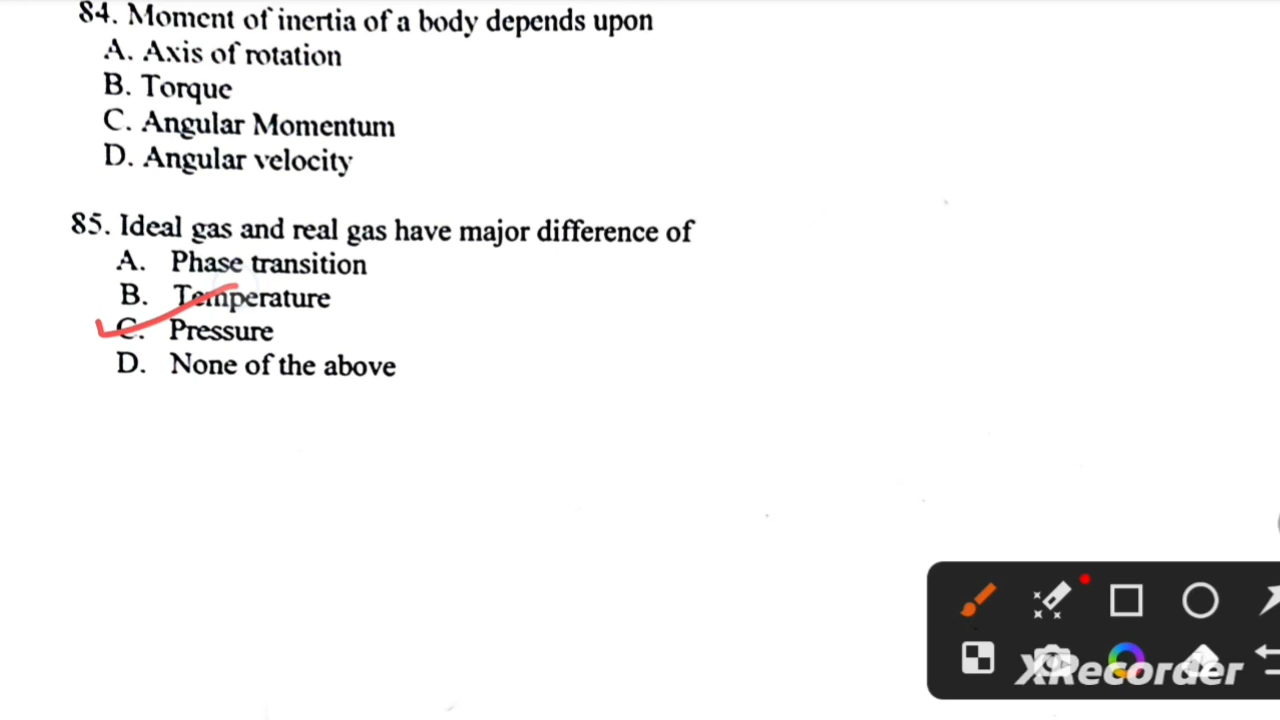 84. Moment of inertia of a body depends upon
A. Axis of rotation
B. Torque
C. Angular Momentum
D. Angular velocity
85. Ideal gas and real gas have major difference of
A. Phase transition
B. Temperature
C. Pressure
D. None of the above
XRecorder